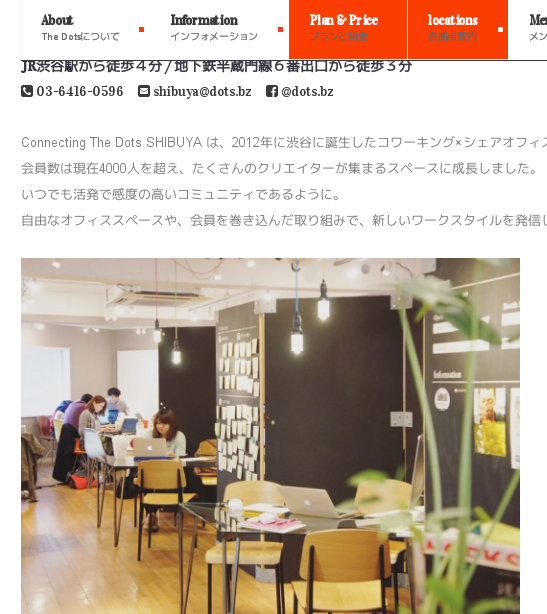 About
Information
Plan & Price
locations
The Dotsについて
インフォメーション
プランと料金
JR渋谷駅から徒歩４分 / 地下鉄半蔵門線６番出口から徒歩３分
03-6416-0596 shibuya@dots.bz @dots.bz
Connecting The Dots SHIBUYA は、2012年に渋谷に誕生したコワーキング×シェアオフィ
会員数は現在4000人を超え、たくさんのクリエイターが集まるスペースに成長しました。
いつでも活発で感度の高いコミュニティであるように。
自由なオフィススペースや、会員を巻き込んだ取り組みで、新しいワークスタイルを発信
Information